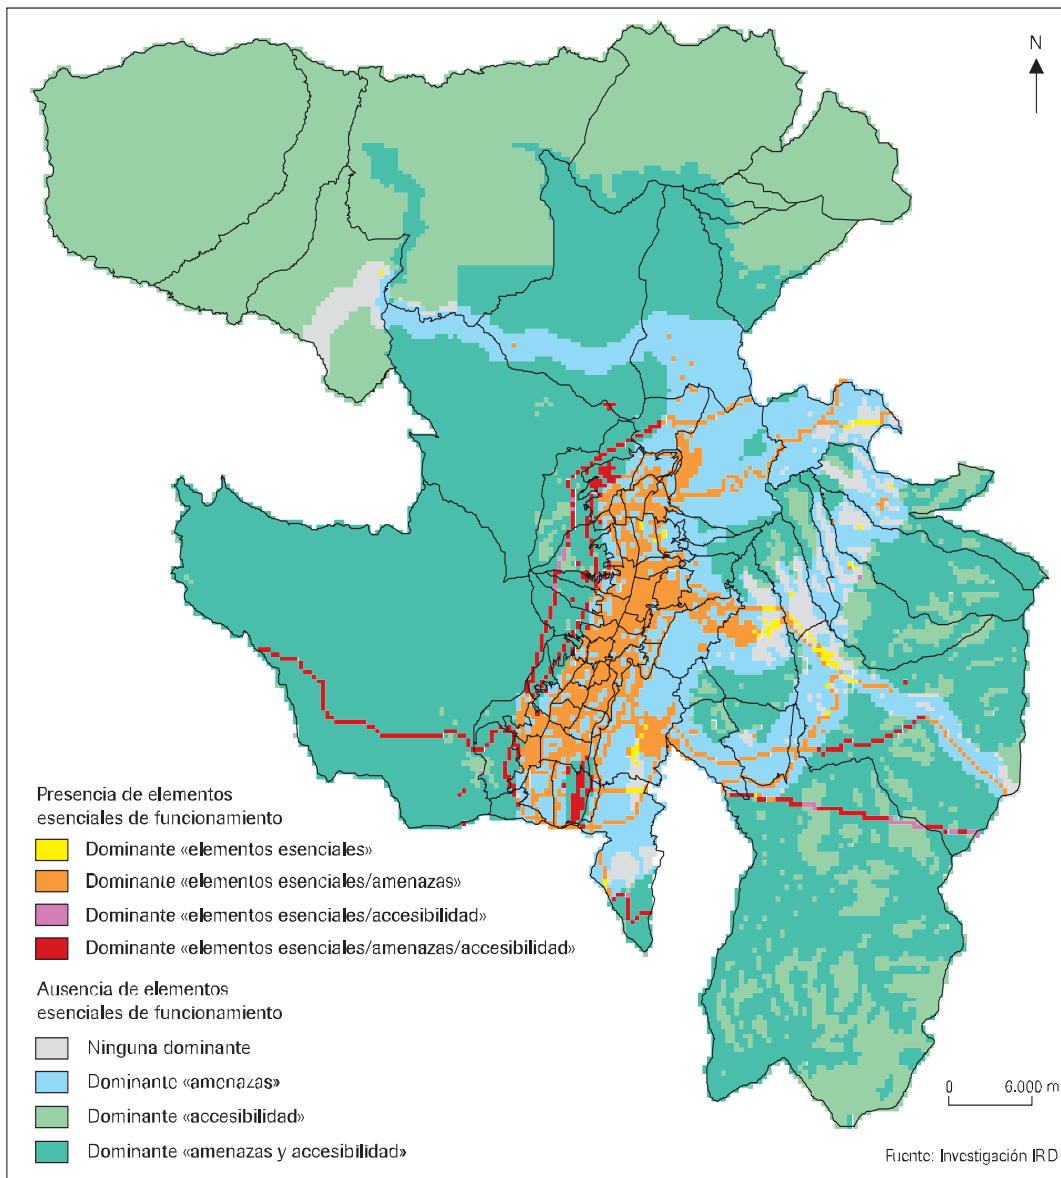 N
Presencia de elementos
esenciales de funcionamiento
Dominante «elementos esenciales»
Dominante «elementos esenciales/amenazas»
Dominante «elementos esenciales/accesibilidad»
Dominante «elementos esenciales/amenazas/accesibilidad»
Ausencia de elementos
esenciales de funcionamiento
Ninguna dominante
Dominante «amenazas»
Dominante «accesibilidad»
Dominante «amenazas y accesibilidad»
0 6.000 m
Fuente: Investigación IRD